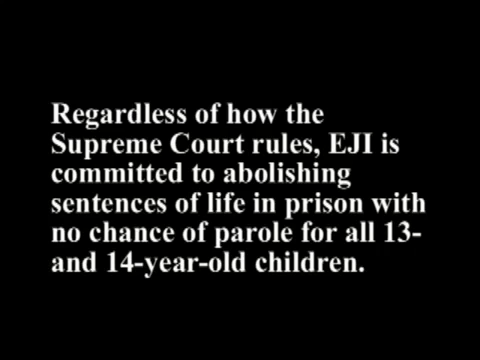 Regardless of how the
Supreme Court rules, EJI is
committed to abolishing
sentences of life in prison with
no chance of parole for all 13-
and 14-year-old children.